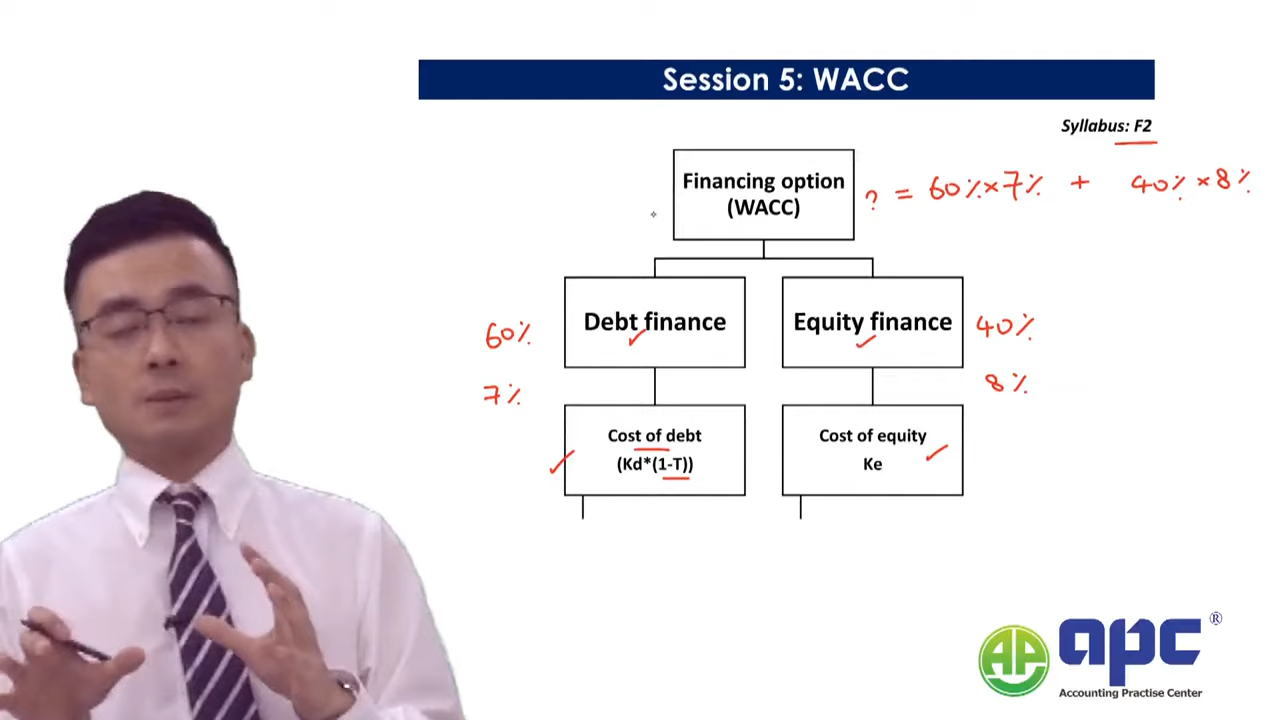 Session 5: WACC
Syllabus: F2
Financing option
(WACC)
? = 60%×7% + 40%×8%
60%
Debt finance
Equity finance
40%
7%
8%
Cost of debt
(Kd*(1-T))
Cost of equity
Ke
AP
apc®
Accounting Practise Center